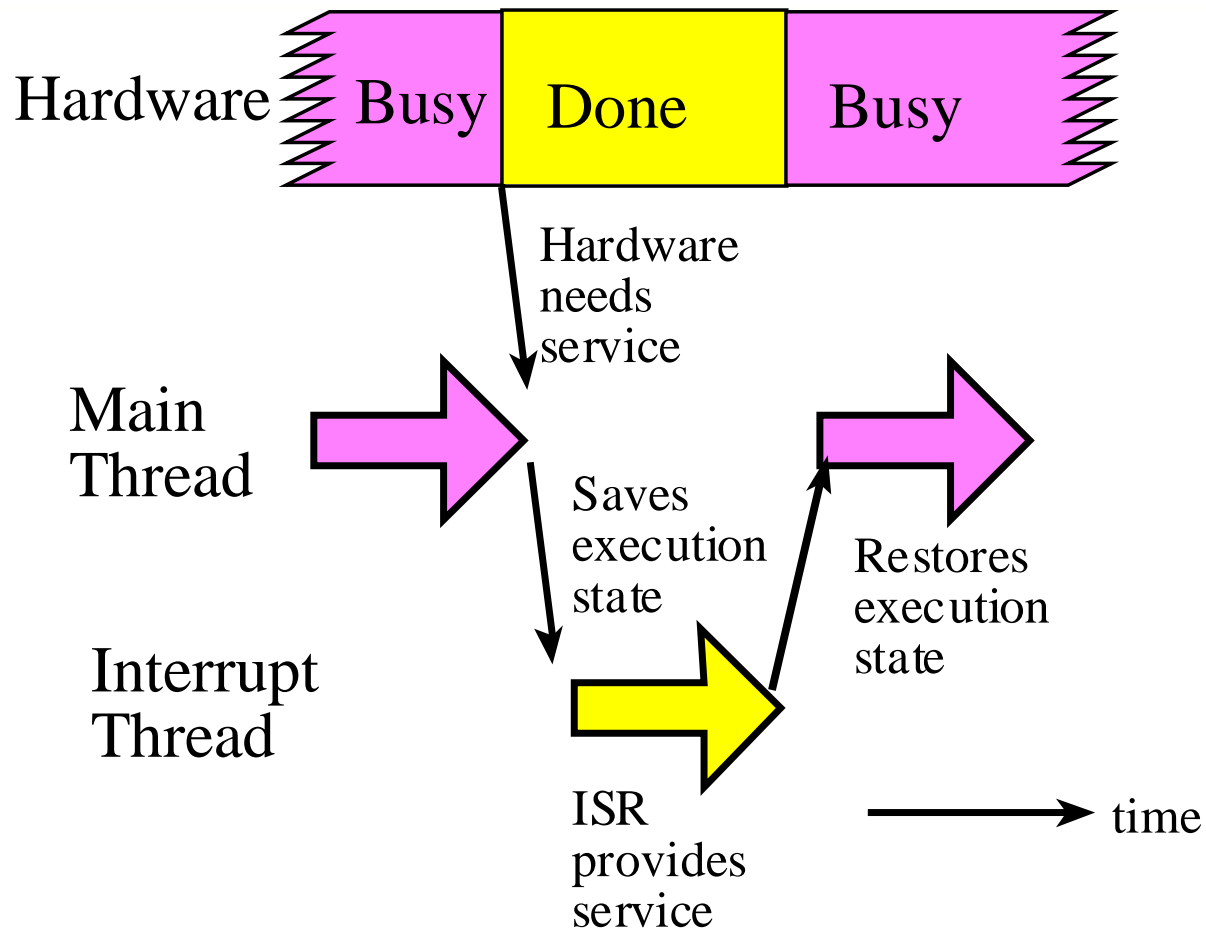 Hardware
Busy
Done
Busy
Hardware
needs
service
Main
Thread
Saves
execution
state
Restores
execution
state
Interrupt
Thread
ISR
provides
service
time